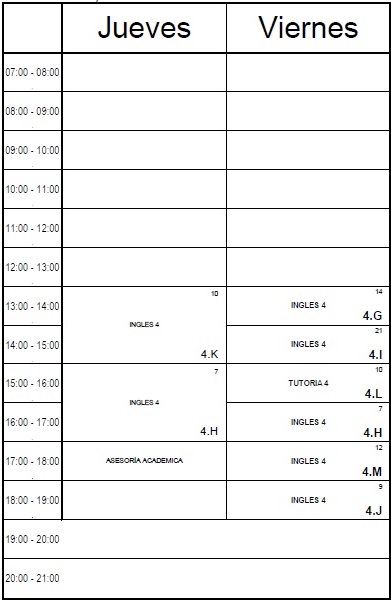 Jueves Viernes
07:00 - 08:00
08:00 - 09:00
09:00 - 10:00
10:00 - 11:00
11:00 - 12:00
12:00 - 13:00
13:00 - 14:00 10 INGLES 4 4.K 14 INGLES 4 4.G
14:00 - 15:00 21 INGLES 4 4.I
15:00 - 16:00 7 INGLES 4 4.H 10 TUTORIA 4 4.L
16:00 - 17:00 7 INGLES 4 4.H
17:00 - 18:00 ASESORÍA ACADEMICA 12 INGLES 4 4.M
18:00 - 19:00 9 INGLES 4 4.J
19:00 - 20:00
20:00 - 21:00